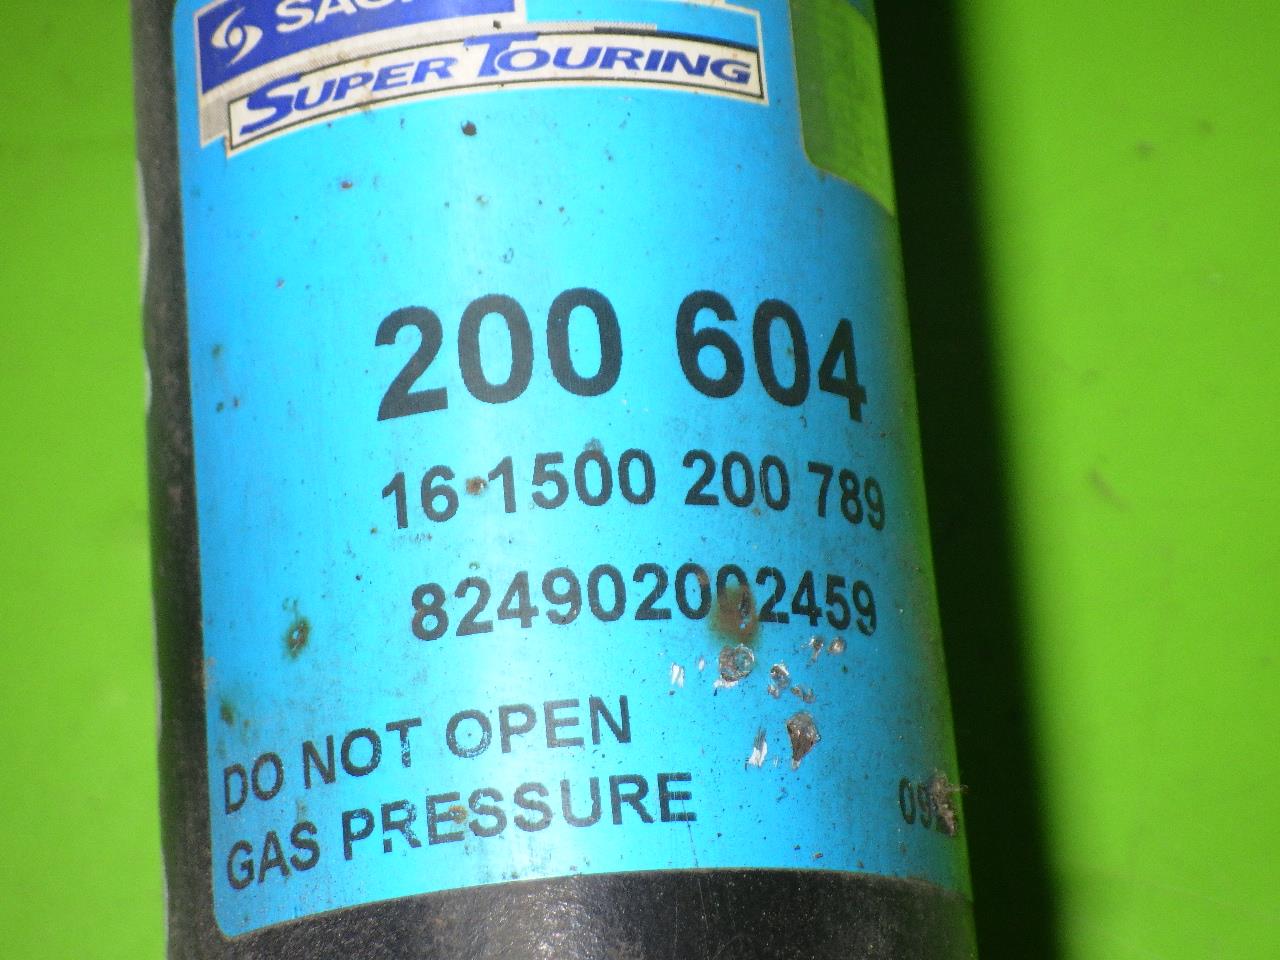 SUPER TOURING
200 604
16 1500 200 789
824902002459
DO NOT OPEN
GAS PRESSURE